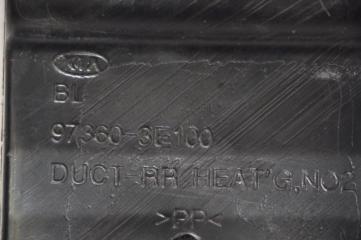 KIA
BL
97360-3E100
DUCT-RR HEAT'G,NO2
>PP<